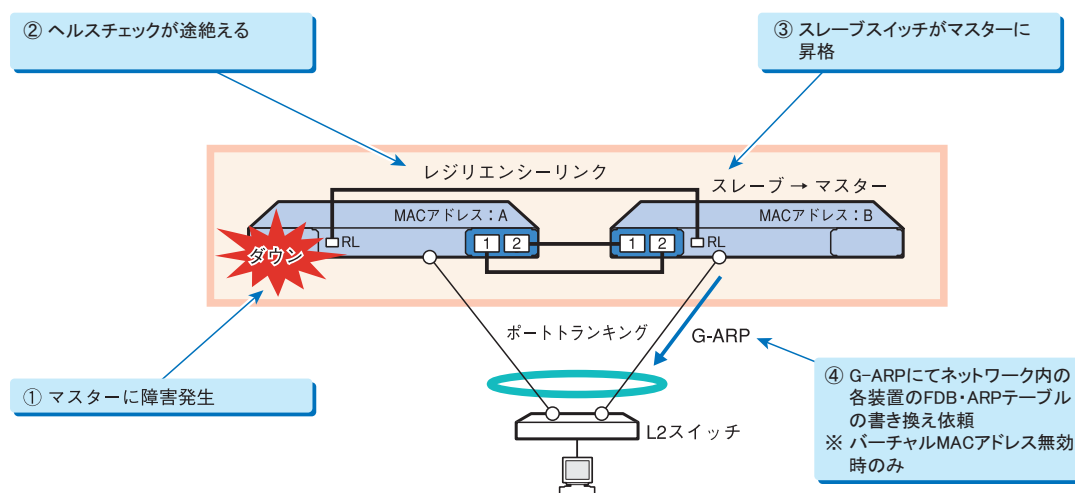 ② ヘルスチェックが途絶える
③ スレーブスイッチがマスターに
昇格
レジリエンシーリンク
スレーブ → マスター
MACアドレス：A
MACアドレス：B
RL
1 2
1 2
RL
ダウン
ポートトランキング
G-ARP
① マスターに障害発生
④ G-ARPにてネットワーク内の
各装置のFDB・ARPテーブル
の書き換え依頼
※ バーチャルMACアドレス無効
時のみ
L2スイッチ